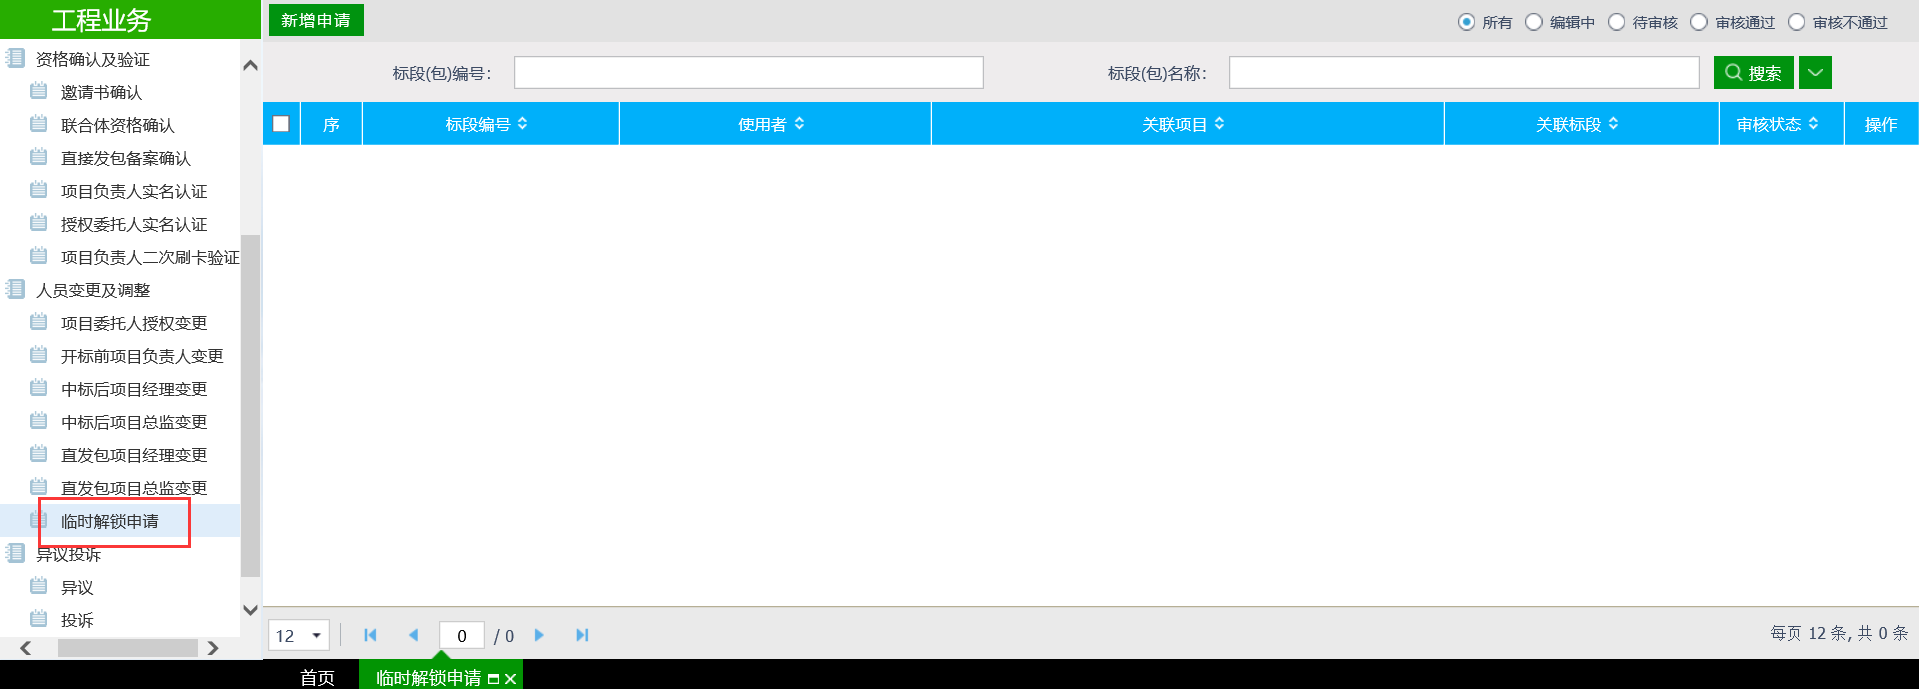 工程业务
资格确认及验证
邀请书确认
联合体资格确认
直接发包备案确认
项目负责人实名认证
授权委托人实名认证
项目负责人二次刷卡验证
人员变更及调整
项目委托人授权变更
开标前项目负责人变更
中标后项目经理变更
中标后项目总监变更
直发包项目经理变更
直发包项目总监变更
临时解锁申请
异议投诉
异议
投诉
新增申请
所有 编辑中 待审核 审核通过 审核不通过
标段(包)编号: 标段(包)名称: 搜索
序 标段编号 使用者 关联项目 关联标段 审核状态 操作
12 0 / 0 每页 12 条, 共 0 条
首页 临时解锁申请